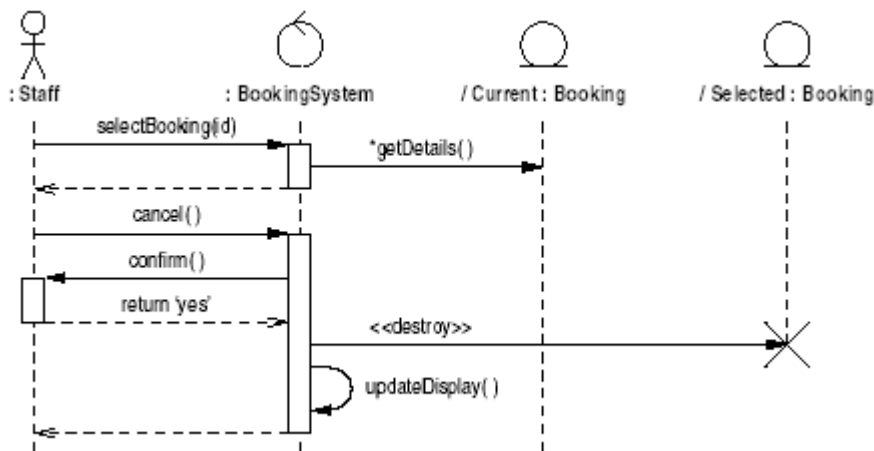 : Staff
: BookingSystem
/ Current : Booking
/ Selected : Booking
selectBooking(id)
*getDetails( )
cancel( )
confirm( )
return 'yes'
<<destroy>>
updateDisplay( )